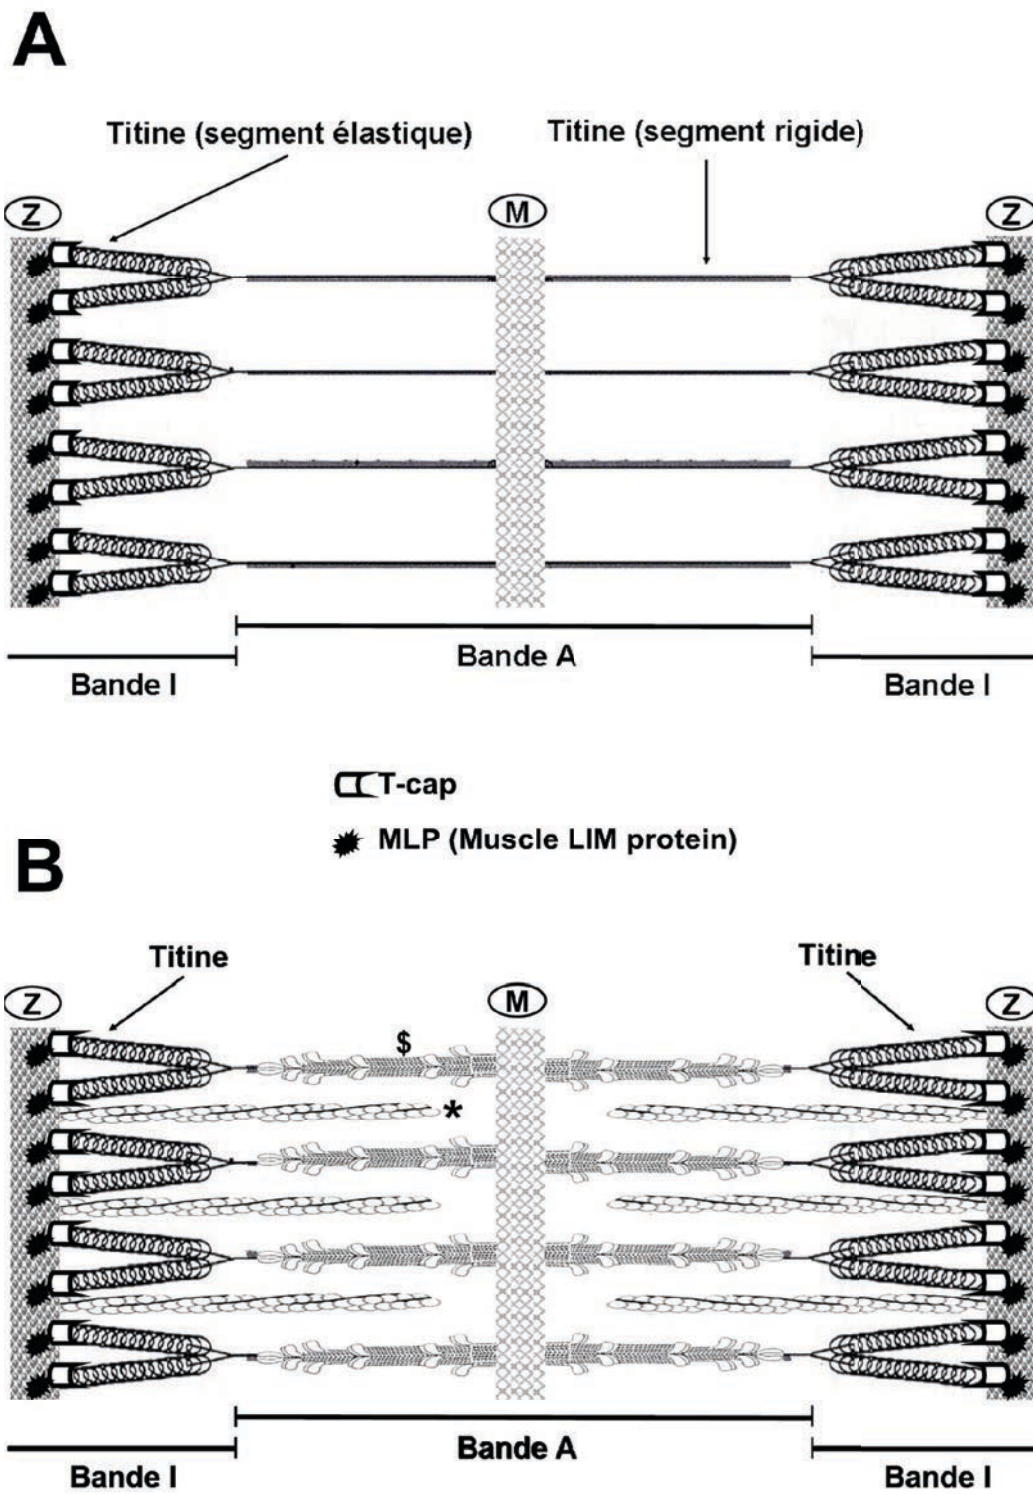 A
Titine (segment élastique) Titine (segment rigide)
Z M Z
Bande A
Bande I Bande I
T-cap
MLP (Muscle LIM protein)
B
Titine Titine
Z M Z
$
*
Bande A
Bande I Bande I